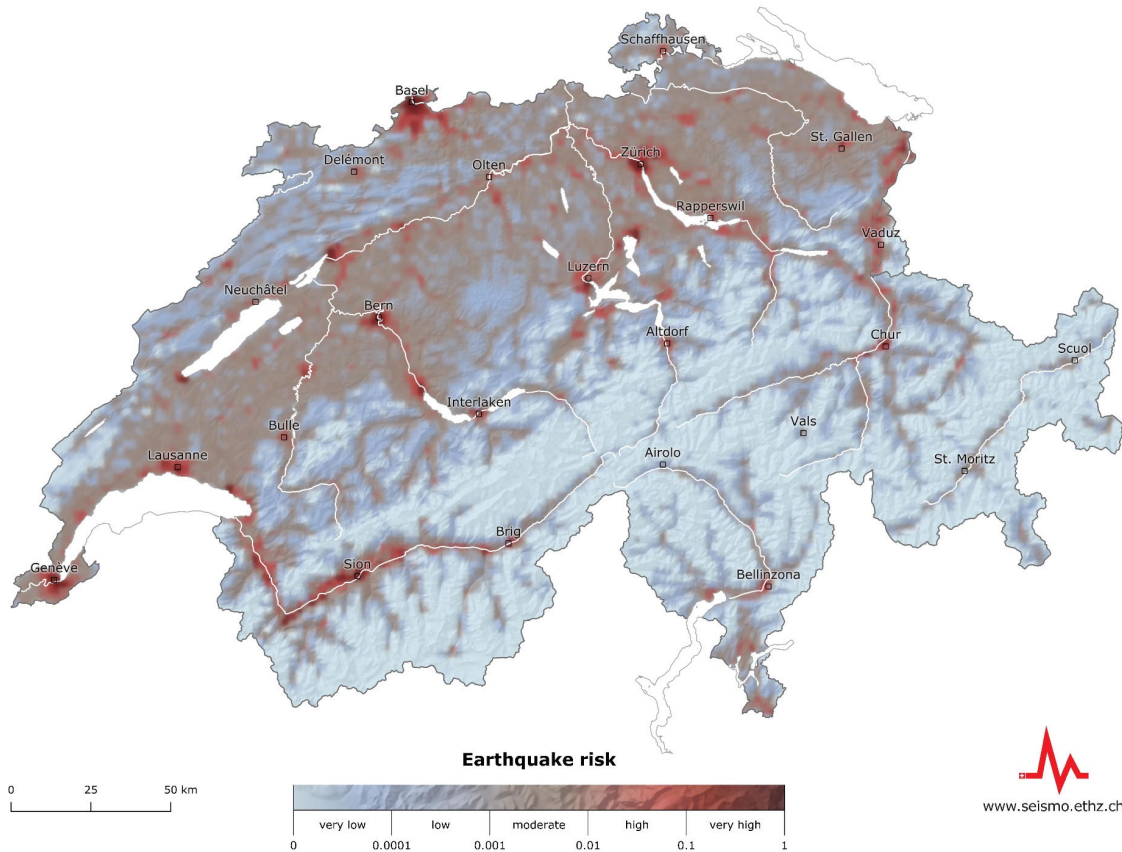 Schaffhausen
Basel
St. Gallen
Delémont
Olten
Zürich
Rapperswil
Vaduz
Luzern
Neuchâtel
Bern
Altdorf
Chur
Scuol
Interlaken
Bulle
Vals
Lausanne
Airolo
St. Moritz
Brig
Genève
Sion
Bellinzona
Earthquake risk
0 25 50 km
very low low moderate high very high
0 0.0001 0.001 0.01 0.1 1
www.seismo.ethz.ch